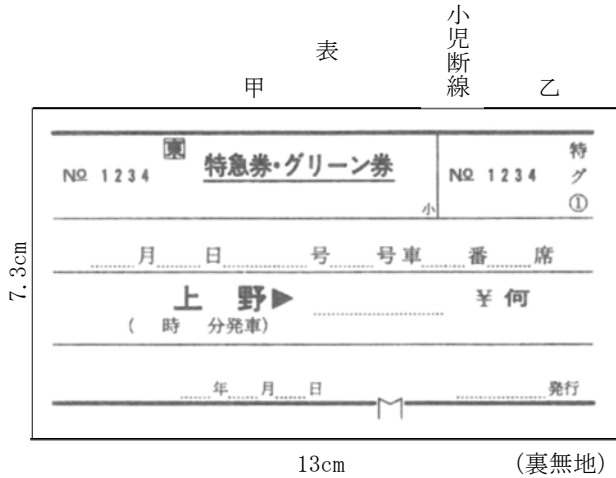 表
小児断線
甲
乙
東
№ 1234
特急券・グリーン券
小
№ 1234
特グ①
月 日 号 号車 番 席
上野▶ ¥何
( 時 分発車)
年 月 日 発行
7.3cm
13cm
(裏無地)